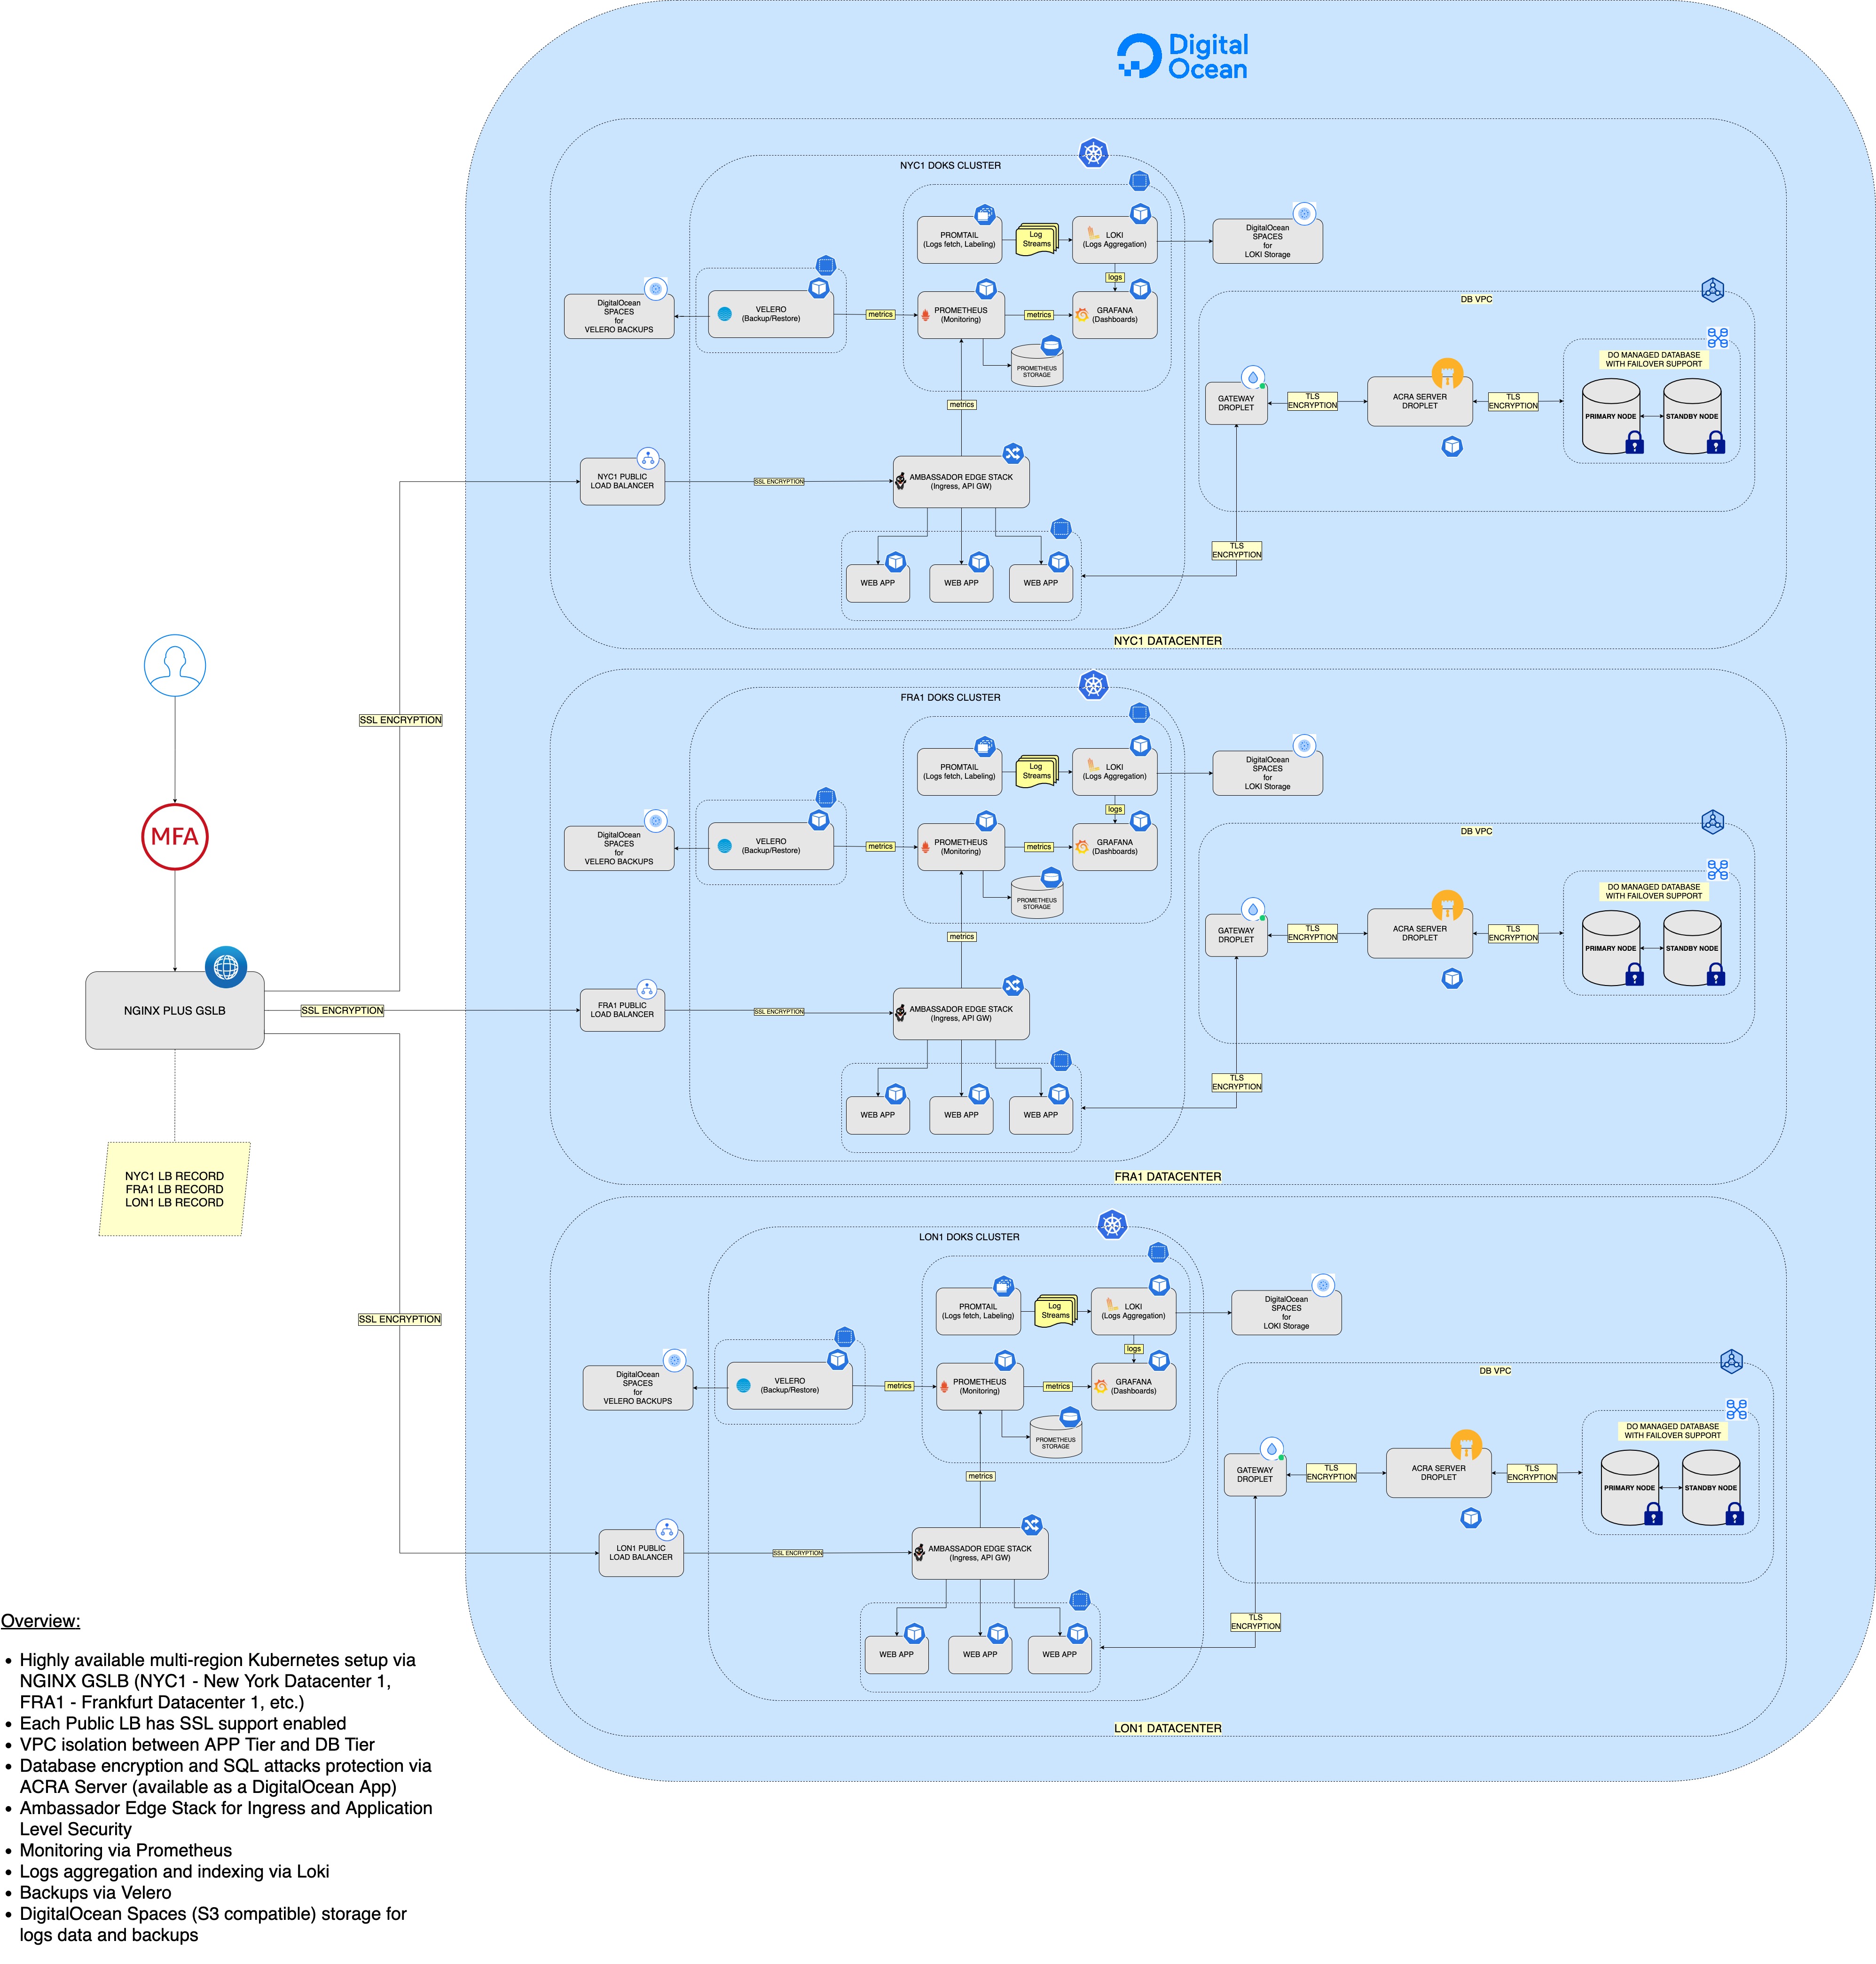 Digital
Ocean
NYC1 DOKS CLUSTER
PROMTAIL
(Logs fetch, Labeling)
Log
Streams
LOKI
(Logs Aggregation)
DigitalOcean
SPACES
for
LOKI Storage
logs
DigitalOcean
SPACES
for
VELERO BACKUPS
VELERO
(Backup/Restore)
metrics
PROMETHEUS
(Monitoring)
metrics
GRAFANA
(Dashboards)
PROMETHEUS
STORAGE
metrics
DB VPC
DO MANAGED DATABASE
WITH FAILOVER SUPPORT
GATEWAY
DROPLET
TLS
ENCRYPTION
ACRA SERVER
DROPLET
TLS
ENCRYPTION
PRIMARY NODE
STANDBY NODE
NYC1 PUBLIC
LOAD BALANCER
SSL ENCRYPTION
AMBASSADOR EDGE STACK
(Ingress, API GW)
TLS
ENCRYPTION
WEB APP
WEB APP
WEB APP
NYC1 DATACENTER
SSL ENCRYPTION
MFA
NGINX PLUS GSLB
SSL ENCRYPTION
NYC1 LB RECORD
FRA1 LB RECORD
LON1 LB RECORD
SSL ENCRYPTION
FRA1 DOKS CLUSTER
PROMTAIL
(Logs fetch, Labeling)
Log
Streams
LOKI
(Logs Aggregation)
DigitalOcean
SPACES
for
LOKI Storage
logs
DigitalOcean
SPACES
for
VELERO BACKUPS
VELERO
(Backup/Restore)
metrics
PROMETHEUS
(Monitoring)
metrics
GRAFANA
(Dashboards)
PROMETHEUS
STORAGE
metrics
DB VPC
DO MANAGED DATABASE
WITH FAILOVER SUPPORT
GATEWAY
DROPLET
TLS
ENCRYPTION
ACRA SERVER
DROPLET
TLS
ENCRYPTION
PRIMARY NODE
STANDBY NODE
FRA1 PUBLIC
LOAD BALANCER
SSL ENCRYPTION
AMBASSADOR EDGE STACK
(Ingress, API GW)
TLS
ENCRYPTION
WEB APP
WEB APP
WEB APP
FRA1 DATACENTER
LON1 DOKS CLUSTER
PROMTAIL
(Logs fetch, Labeling)
Log
Streams
LOKI
(Logs Aggregation)
DigitalOcean
SPACES
for
LOKI Storage
logs
DigitalOcean
SPACES
for
VELERO BACKUPS
VELERO
(Backup/Restore)
metrics
PROMETHEUS
(Monitoring)
metrics
GRAFANA
(Dashboards)
PROMETHEUS
STORAGE
metrics
DB VPC
DO MANAGED DATABASE
WITH FAILOVER SUPPORT
GATEWAY
DROPLET
TLS
ENCRYPTION
ACRA SERVER
DROPLET
TLS
ENCRYPTION
PRIMARY NODE
STANDBY NODE
LON1 PUBLIC
LOAD BALANCER
SSL ENCRYPTION
AMBASSADOR EDGE STACK
(Ingress, API GW)
TLS
ENCRYPTION
WEB APP
WEB APP
WEB APP
LON1 DATACENTER
Overview:
• Highly available multi-region Kubernetes setup via
NGINX GSLB (NYC1 - New York Datacenter 1,
FRA1 - Frankfurt Datacenter 1, etc.)
• Each Public LB has SSL support enabled
• VPC isolation between APP Tier and DB Tier
• Database encryption and SQL attacks protection via
ACRA Server (available as a DigitalOcean App)
• Ambassador Edge Stack for Ingress and Application
Level Security
• Monitoring via Prometheus
• Logs aggregation and indexing via Loki
• Backups via Velero
• DigitalOcean Spaces (S3 compatible) storage for
logs data and backups